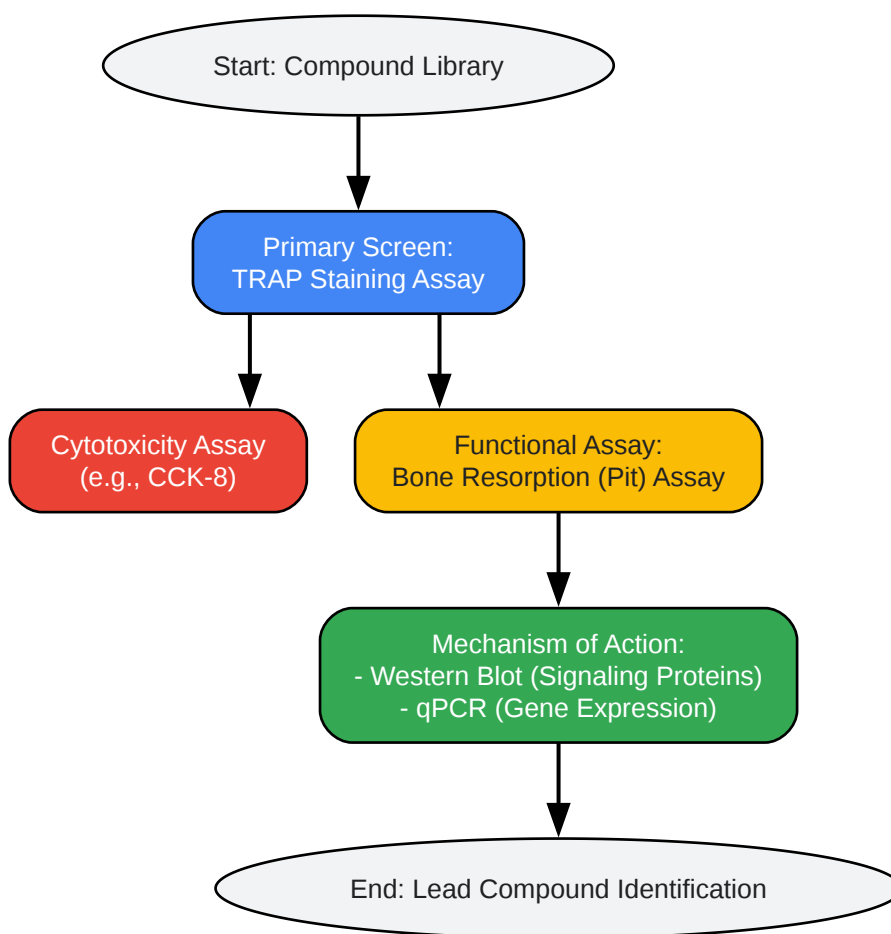 Start: Compound Library
Primary Screen:
TRAP Staining Assay
Cytotoxicity Assay
(e.g., CCK-8)
Functional Assay:
Bone Resorption (Pit) Assay
Mechanism of Action:
- Western Blot (Signaling Proteins)
- qPCR (Gene Expression)
End: Lead Compound Identification